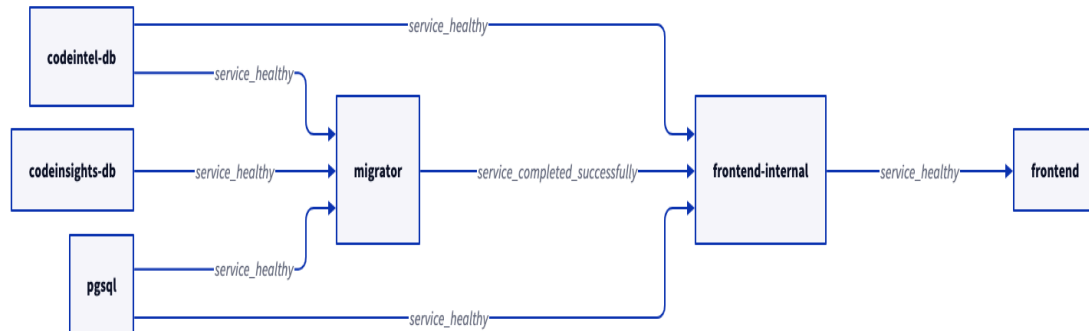 service_healthy
codeintel-db
service_healthy
codeinsights-db
service_healthy
migrator
service_completed_successfully
frontend-internal
service_healthy
frontend
service_healthy
pgsql
service_healthy